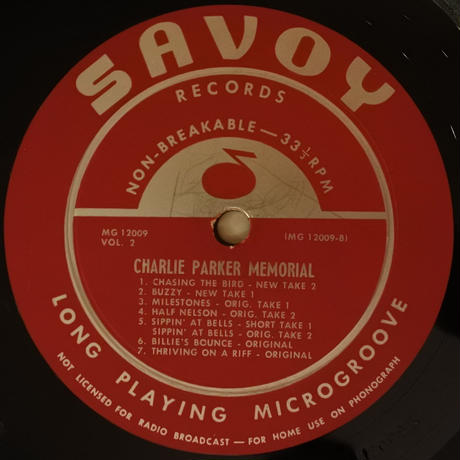 SAVOY
RECORDS
NON-BREAKABLE — 33 1/3 RPM
MG 12009
VOL. 2
(MG 12009-B)
CHARLIE PARKER MEMORIAL
1. CHASING THE BIRD - NEW TAKE 2
2. BUZZY - NEW TAKE 1
3. MILESTONES - ORIG. TAKE 1
4. HALF NELSON - ORIG. TAKE 2
5. SIPPIN' AT BELLS - SHORT TAKE 1
SIPPIN' AT BELLS - ORIG. TAKE 2
6. BILLIE'S BOUNCE - ORIGINAL
7. THRIVING ON A RIFF - ORIGINAL
LONG PLAYING MICROGROOVE
NOT LICENSED FOR RADIO BROADCAST — FOR HOME USE ON PHONOGRAPH